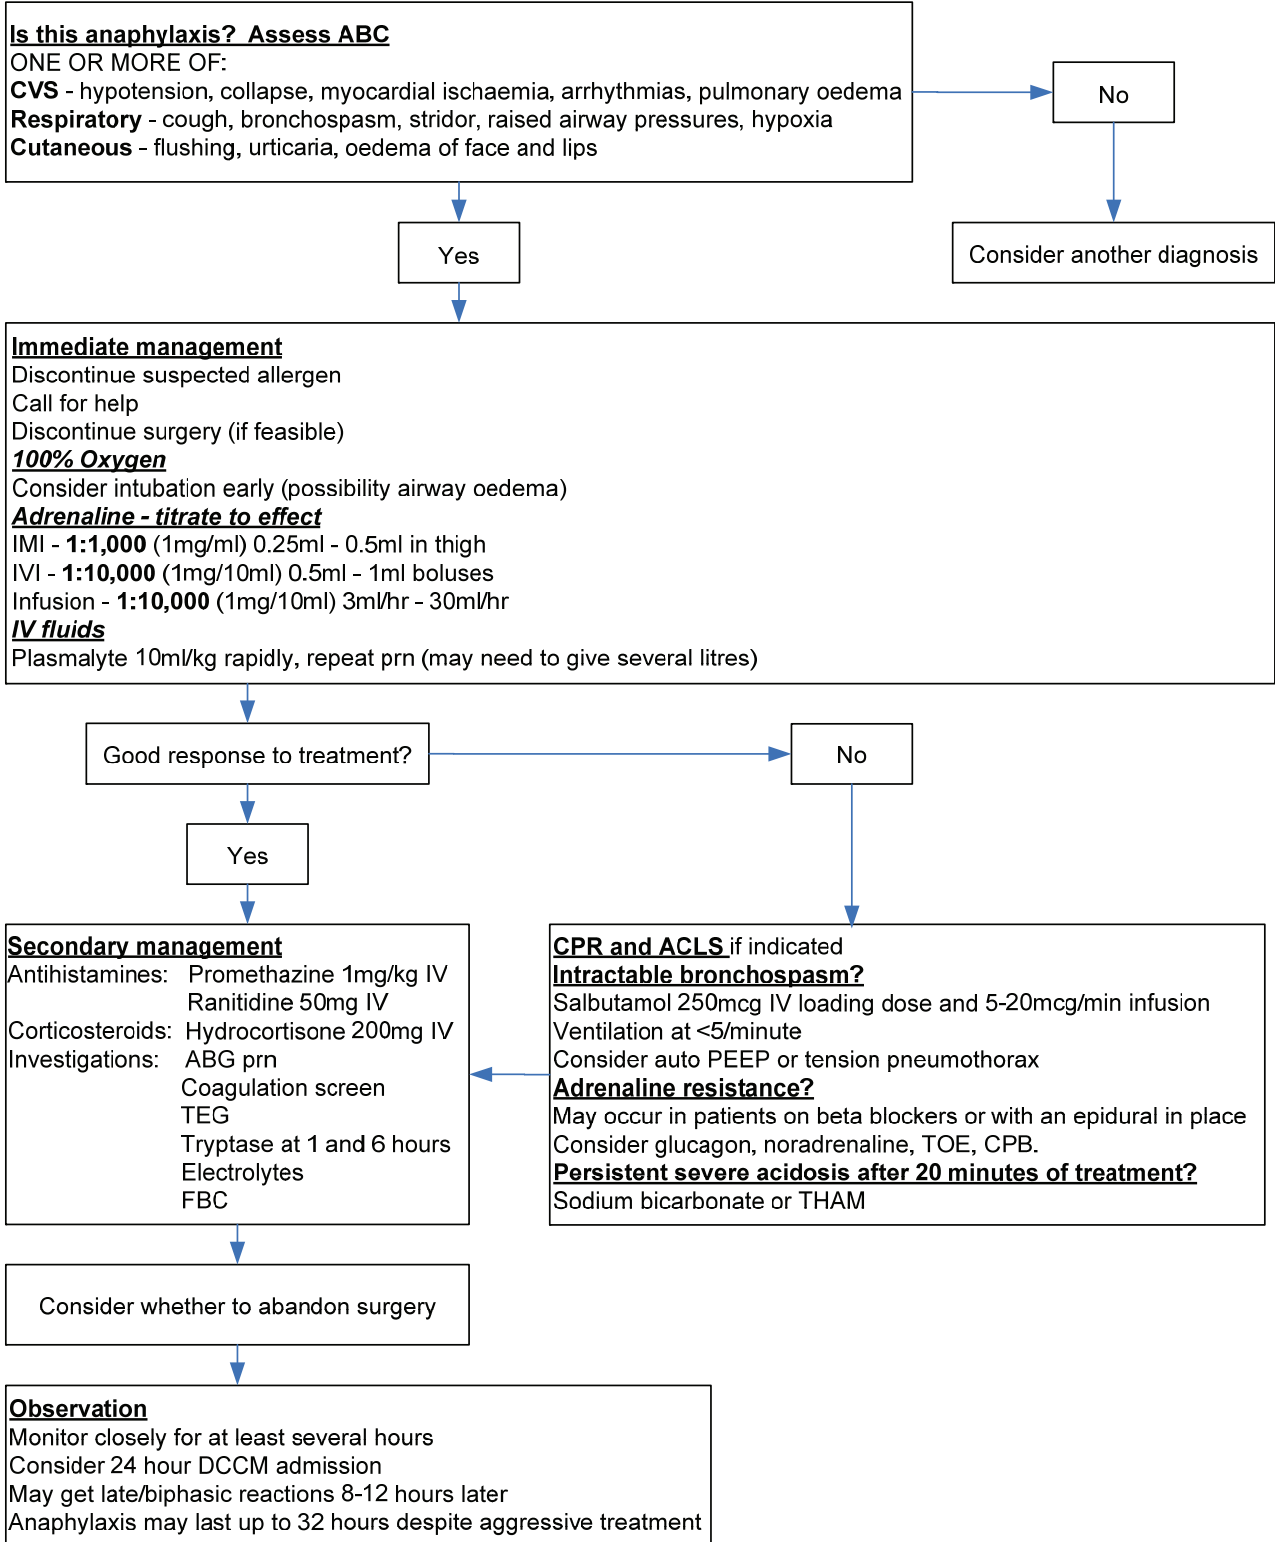 Is this anaphylaxis?  Assess ABC
ONE OR MORE OF:
CVS - hypotension, collapse, myocardial ischaemia, arrhythmias, pulmonary oedema
Respiratory - cough, bronchospasm, stridor, raised airway pressures, hypoxia
Cutaneous - flushing, urticaria, oedema of face and lips
No
Yes
Consider another diagnosis
Immediate management
Discontinue suspected allergen
Call for help
Discontinue surgery (if feasible)
100% Oxygen
Consider intubation early (possibility airway oedema)
Adrenaline - titrate to effect
IMI - 1:1,000 (1mg/ml) 0.25ml - 0.5ml in thigh
IVI - 1:10,000 (1mg/10ml) 0.5ml - 1ml boluses
Infusion - 1:10,000 (1mg/10ml) 3ml/hr - 30ml/hr
IV fluids
Plasmalyte 10ml/kg rapidly, repeat prn (may need to give several litres)
Good response to treatment?
No
Yes
Secondary management
Antihistamines: Promethazine 1mg/kg IV
Ranitidine 50mg IV
Corticosteroids: Hydrocortisone 200mg IV
Investigations: ABG prn
Coagulation screen
TEG
Tryptase at 1 and 6 hours
Electrolytes
FBC
CPR and ACLS if indicated
Intractable bronchospasm?
Salbutamol 250mcg IV loading dose and 5-20mcg/min infusion
Ventilation at <5/minute
Consider auto PEEP or tension pneumothorax
Adrenaline resistance?
May occur in patients on beta blockers or with an epidural in place
Consider glucagon, noradrenaline, TOE, CPB.
Persistent severe acidosis after 20 minutes of treatment?
Sodium bicarbonate or THAM
Consider whether to abandon surgery
Observation
Monitor closely for at least several hours
Consider 24 hour DCCM admission
May get late/biphasic reactions 8-12 hours later
Anaphylaxis may last up to 32 hours despite aggressive treatment